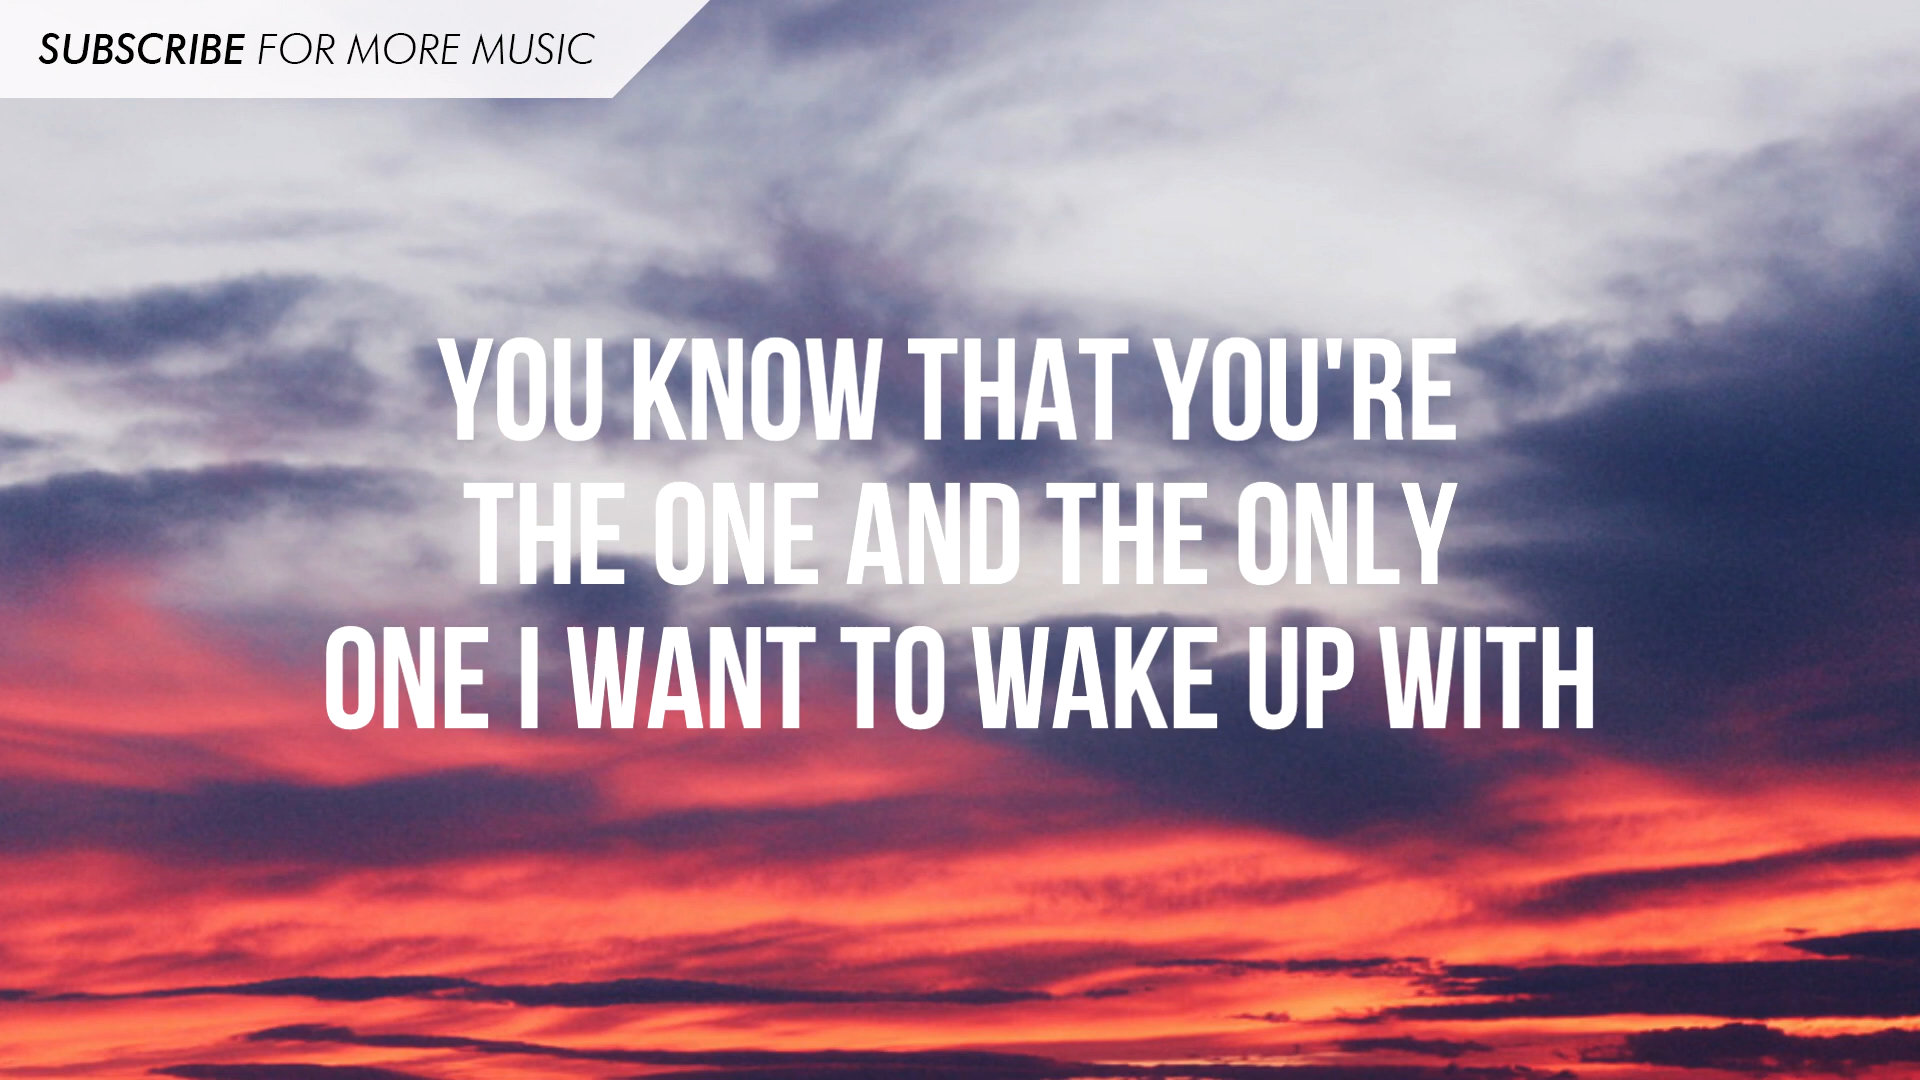 SUBSCRIBE FOR MORE MUSIC
YOU KNOW THAT YOU'RE
THE ONE AND THE ONLY
ONE I WANT TO WAKE UP WITH